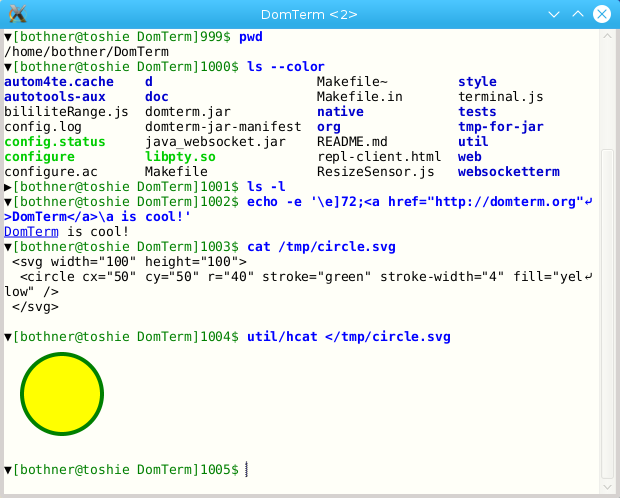 DomTerm <2>
▼[bothner@toshie DomTerm]999$ pwd
/home/bothner/DomTerm
▼[bothner@toshie DomTerm]1000$ ls --color
autom4te.cache d Makefile~ style
autotools-aux doc Makefile.in terminal.js
bililiteRange.js domterm.jar native tests
config.log domterm-jar-manifest org tmp-for-jar
config.status java_websocket.jar README.md util
configure libpty.so repl-client.html web
configure.ac Makefile ResizeSensor.js websocketterm
▶[bothner@toshie DomTerm]1001$ ls -l
▼[bothner@toshie DomTerm]1002$ echo -e '\e]72;<a href="http://domterm.org"⤶
>DomTerm</a>\a is cool!'
DomTerm is cool!
▼[bothner@toshie DomTerm]1003$ cat /tmp/circle.svg
<svg width="100" height="100">
<circle cx="50" cy="50" r="40" stroke="green" stroke-width="4" fill="yel⤶
low" />
</svg>
▼[bothner@toshie DomTerm]1004$ util/hcat </tmp/circle.svg
▼[bothner@toshie DomTerm]1005$